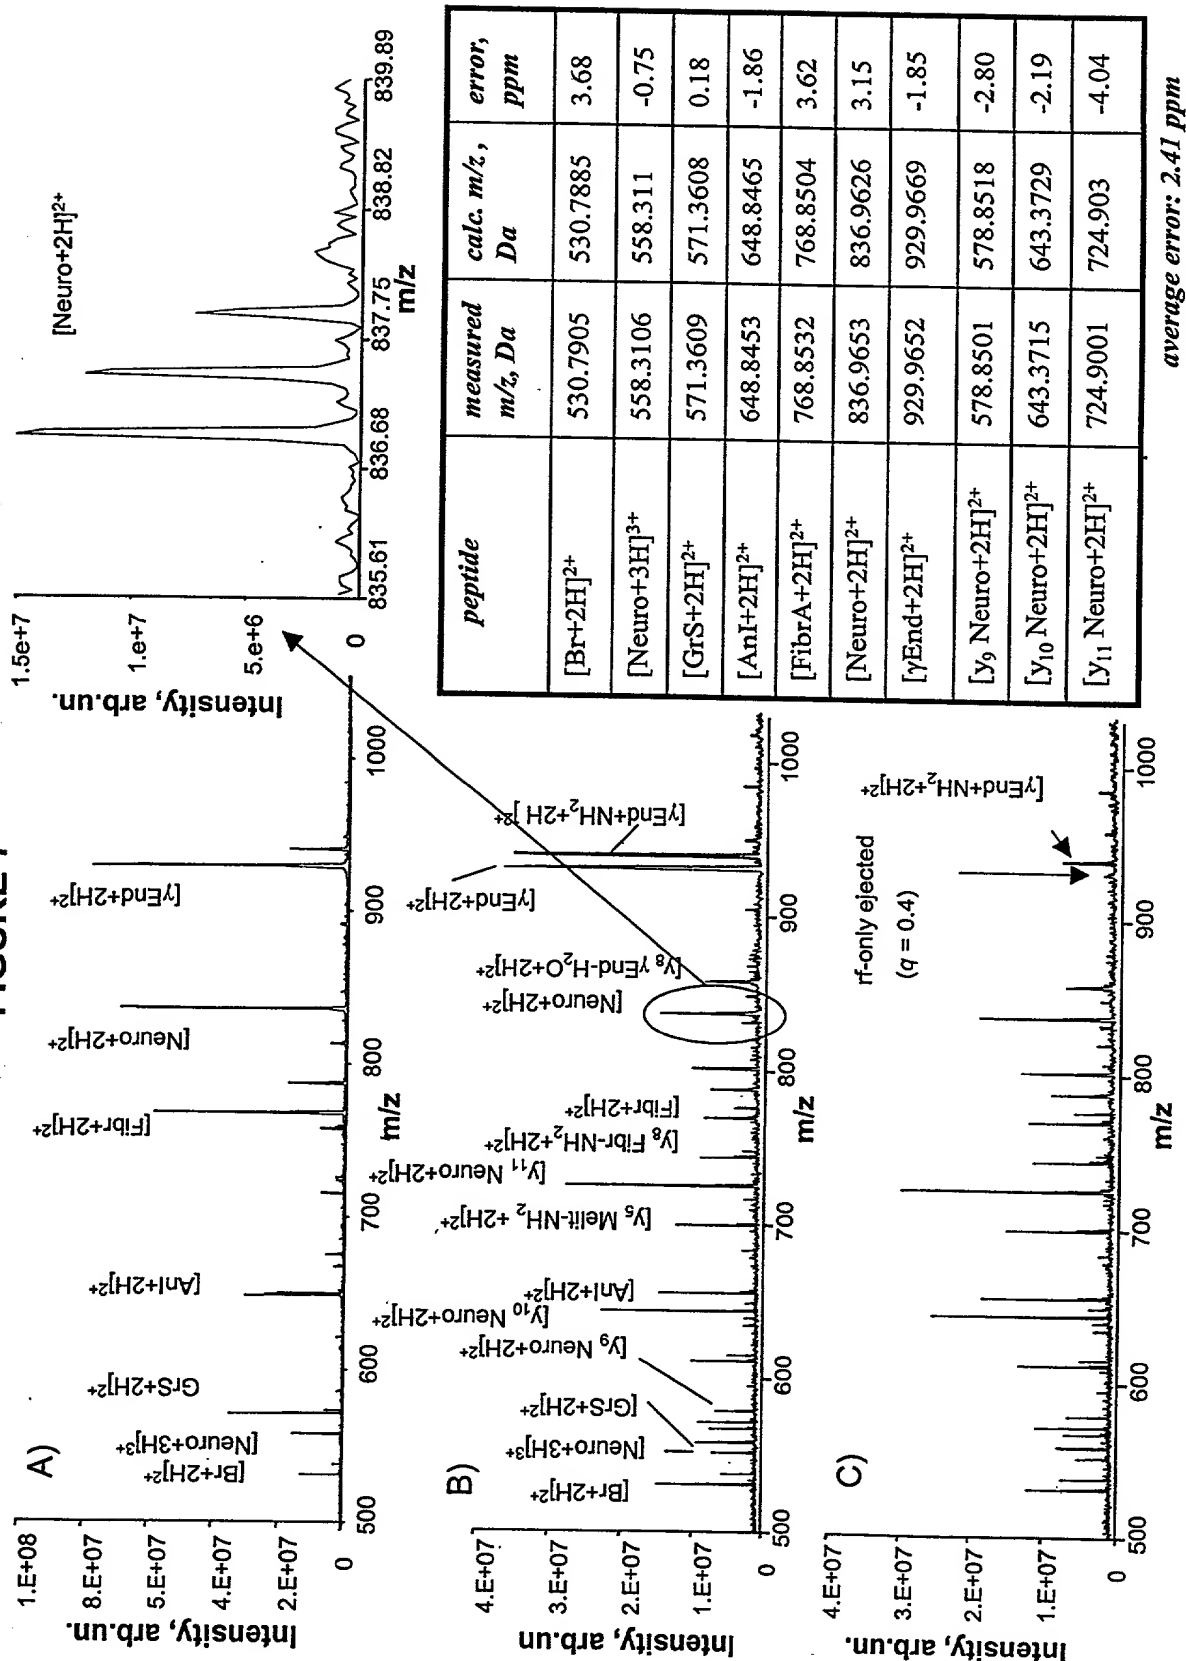 A)
Intensity, arb.un
1.E+08
8.E+07
5.E+07
4.E+07
2.E+07
0
500
600
700
800
900
1000
m/z
[Br+2H]²⁺
[Neuro+3H]³⁺
GrS+2H]²⁺
[AnI+2H]²⁺
[Fibr+2H]²⁺
[Neuro+2H]²⁺
[γEnd+2H]²⁺
Intensity, arb.un.
1.5e+7
1.e+7
5.e+6
0
835.61
836.68
837.75
838.82
839.89
m/z
[Neuro+2H]²⁺
B)
Intensity, arb.un
4.E+07
3.E+07
2.E+07
1.E+07
0
500
600
700
800
900
1000
m/z
[Br+2H]²⁺
[Neuro+3H]³⁺
[GrS+2H]²⁺
[y₉ Neuro+2H]²⁺
[y₁₀ Neuro+2H]²⁺
[AnI+2H]²⁺
[y₅ Melit-NH₂ + 2H]²⁺
[y₁₁ Neuro+2H]²⁺
[y₈ Fibr-NH₂+2H]²⁺
[Fibr+2H]²⁺
[Neuro+2H]²⁺
[y₈ γEnd-H₂O+2H]²⁺
[γEnd+2H]²⁺
[γEnd+NH₂+2H ]²⁺
C)
Intensity, arb.un.
4.E+07
3.E+07
2.E+07
1.E+07
0
500
600
700
800
900
1000
m/z
rf-only ejected
(q = 0.4)
[γEnd+NH₂+2H]²⁺
peptide measured m/z, Da calc. m/z, Da error, ppm
[Br+2H]²⁺ 530.7905 530.7885 3.68
[Neuro+3H]³⁺ 558.3106 558.311 -0.75
[GrS+2H]²⁺ 571.3609 571.3608 0.18
[AnI+2H]²⁺ 648.8453 648.8465 -1.86
[FibrA+2H]²⁺ 768.8532 768.8504 3.62
[Neuro+2H]²⁺ 836.9653 836.9626 3.15
[γEnd+2H]²⁺ 929.9652 929.9669 -1.85
[y₉ Neuro+2H]²⁺ 578.8501 578.8518 -2.80
[y₁₀ Neuro+2H]²⁺ 643.3715 643.3729 -2.19
[y₁₁ Neuro+2H]²⁺ 724.9001 724.903 -4.04
average error: 2.41 ppm